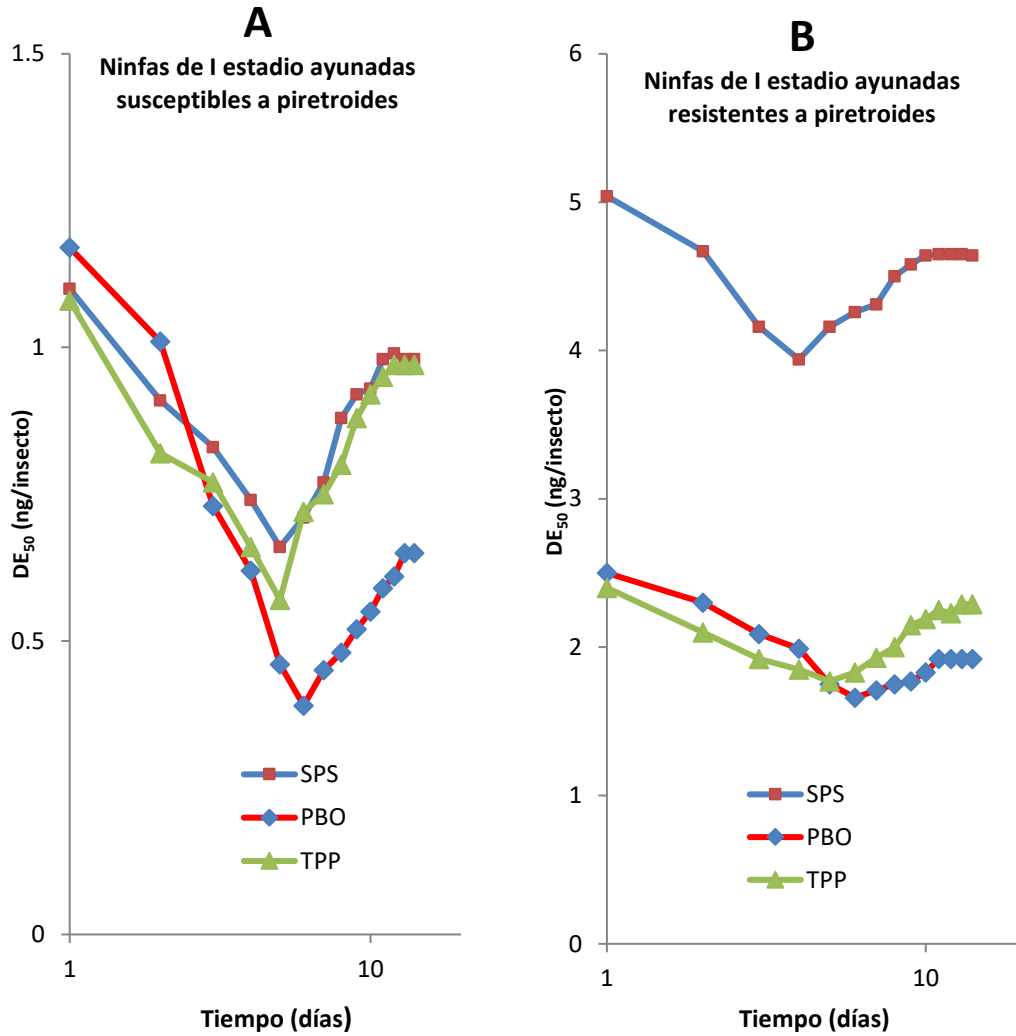 A
Ninfas de I estadio ayunadas
susceptibles a piretroides
1.5
1
0.5
0
DE50 (ng/insecto)
SPS
PBO
TPP
1
10
Tiempo (días)
B
Ninfas de I estadio ayunadas
resistentes a piretroides
6
5
4
3
2
1
0
DE50 (ng/insecto)
SPS
PBO
TPP
1
10
Tiempo (días)